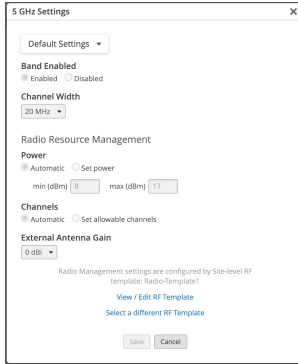 5 GHz Settings
Default Settings
Band Enabled
Enabled Disabled
Channel Width
20 MHz
Radio Resource Management
Power
Automatic Set power
min (dBm) 8 max (dBm) 17
Channels
Automatic Set allowable channels
External Antenna Gain
0 dBi
Radio Management settings are configured by Site-level RF
template: Radio-Template1
View / Edit RF Template
Select a different RF Template
Save Cancel